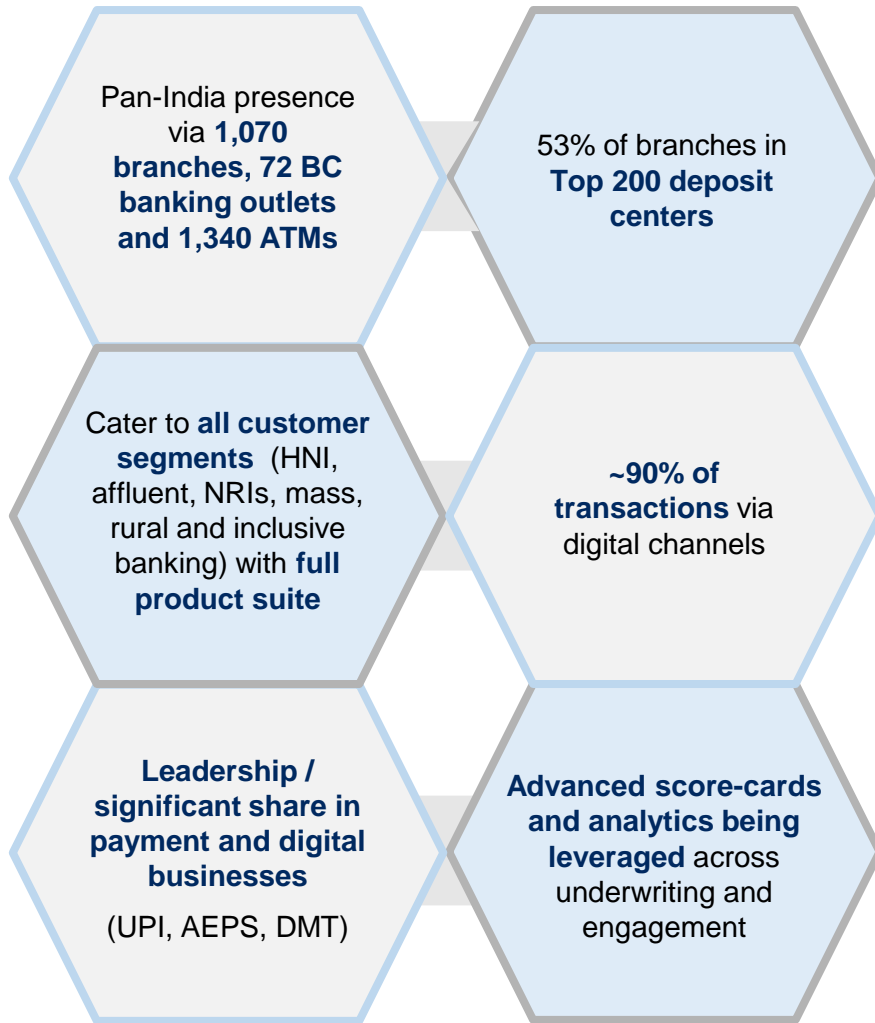 Pan-India presence
via 1,070
branches, 72 BC
banking outlets
and 1,340 ATMs
53% of branches in
Top 200 deposit
centers
Cater to all customer
segments (HNI,
affluent, NRIs, mass,
rural and inclusive
banking) with full
product suite
~90% of
transactions via
digital channels
Leadership /
significant share in
payment and digital
businesses
(UPI, AEPS, DMT)
Advanced score-cards
and analytics being
leveraged across
underwriting and
engagement